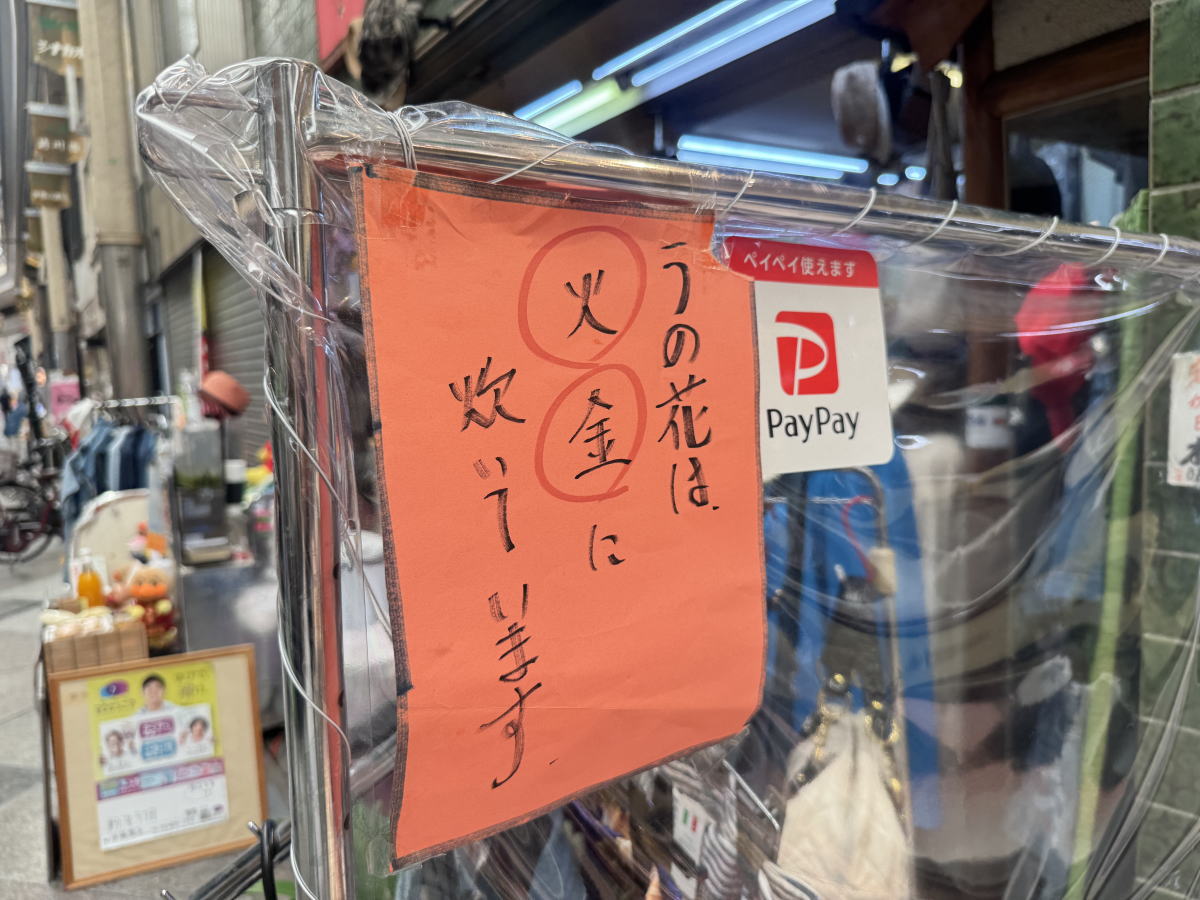 うの花は.
火金に
炊いています.
ペイペイ使えます
PayPay